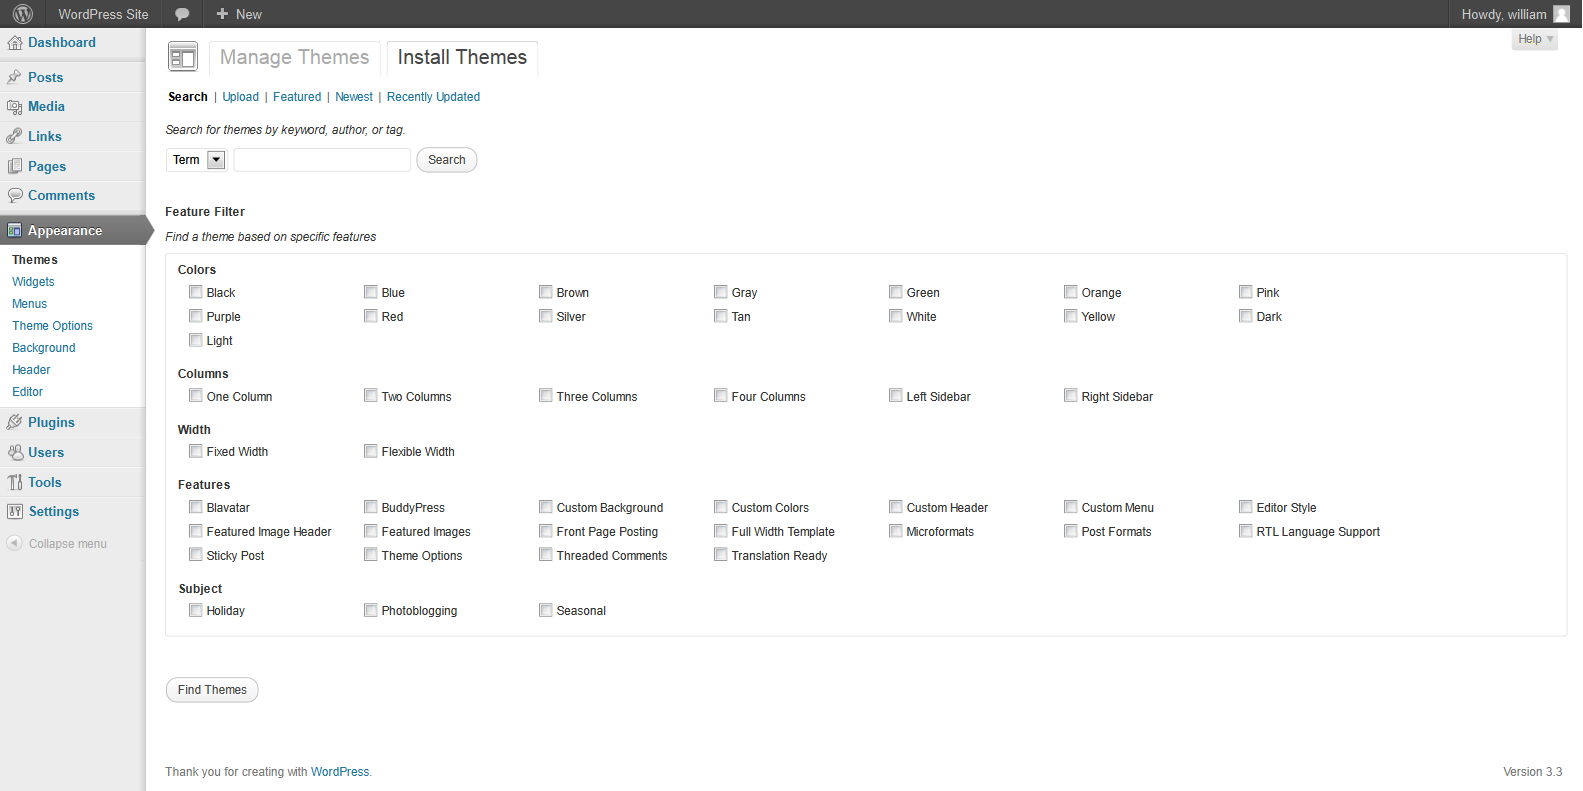 WordPress Site New Howdy, william
Help
Dashboard
Posts
Media
Links
Pages
Comments
Appearance
Themes
Widgets
Menus
Theme Options
Background
Header
Editor
Plugins
Users
Tools
Settings
Collapse menu
Manage Themes Install Themes
Search | Upload | Featured | Newest | Recently Updated
Search for themes by keyword, author, or tag.
Term Search
Feature Filter
Find a theme based on specific features
Colors
Black Blue Brown Gray Green Orange Pink
Purple Red Silver Tan White Yellow Dark
Light
Columns
One Column Two Columns Three Columns Four Columns Left Sidebar Right Sidebar
Width
Fixed Width Flexible Width
Features
Blavatar BuddyPress Custom Background Custom Colors Custom Header Custom Menu Editor Style
Featured Image Header Featured Images Front Page Posting Full Width Template Microformats Post Formats RTL Language Support
Sticky Post Theme Options Threaded Comments Translation Ready
Subject
Holiday Photoblogging Seasonal
Find Themes
Thank you for creating with WordPress. Version 3.3